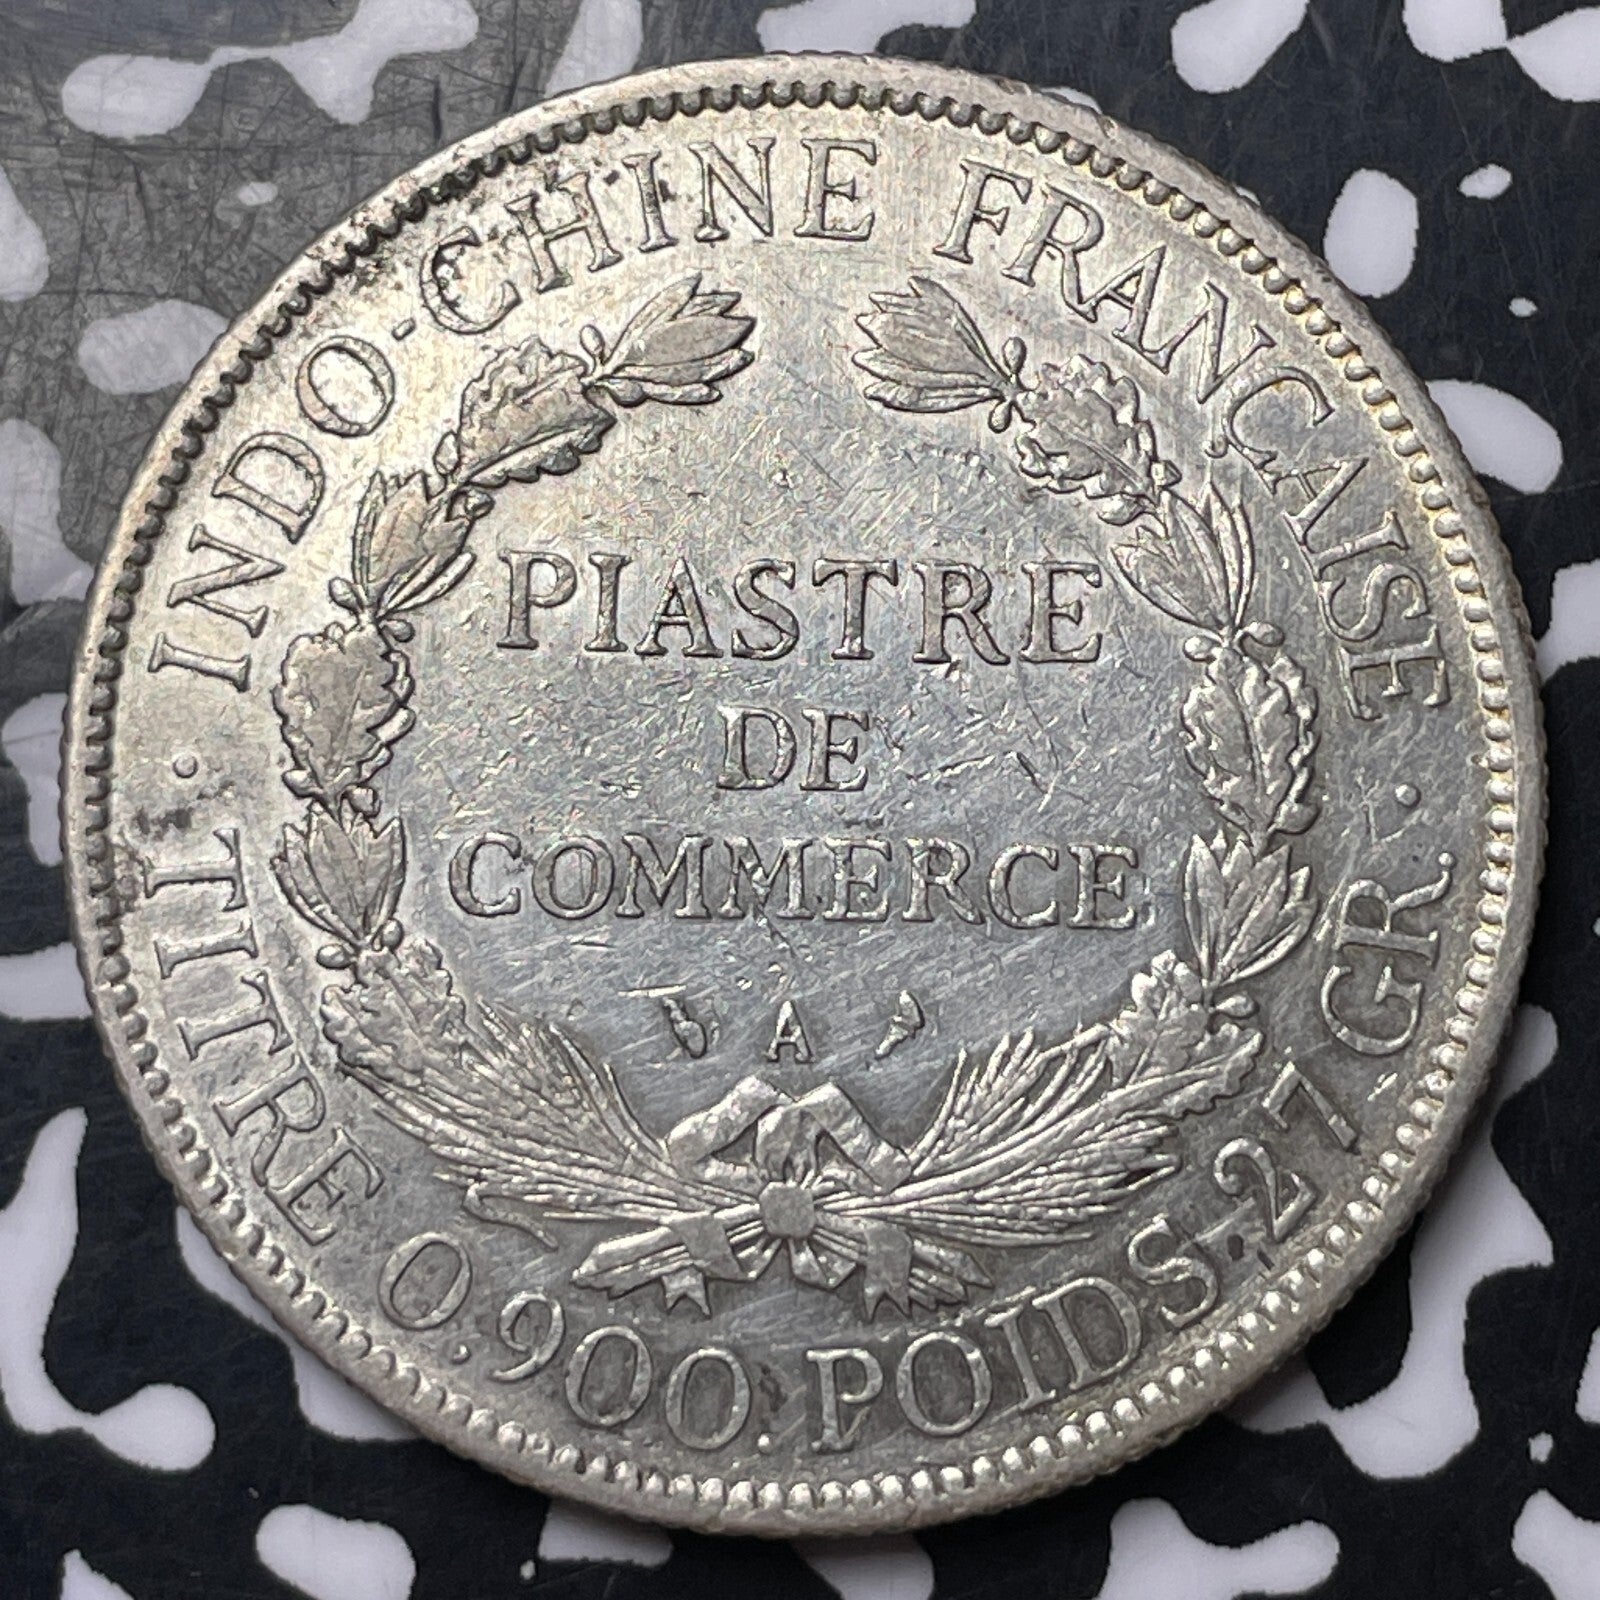 INDO-CHINE FRANÇAISE
PIASTRE
DE
COMMERCE
A
· TITRE 0,900. POIDS. 27 GR. ·